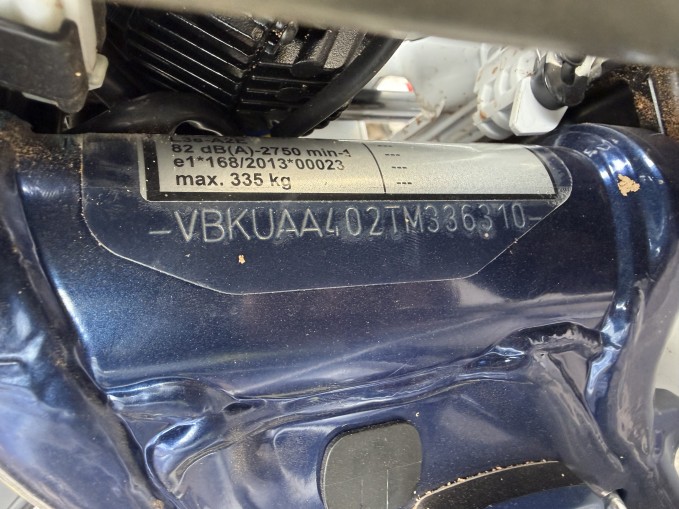 82 dB(A)-2750 min-1 ---
e1*168/2013*00023 ---
max. 335 kg ---
-VBKUAA402TM336310-